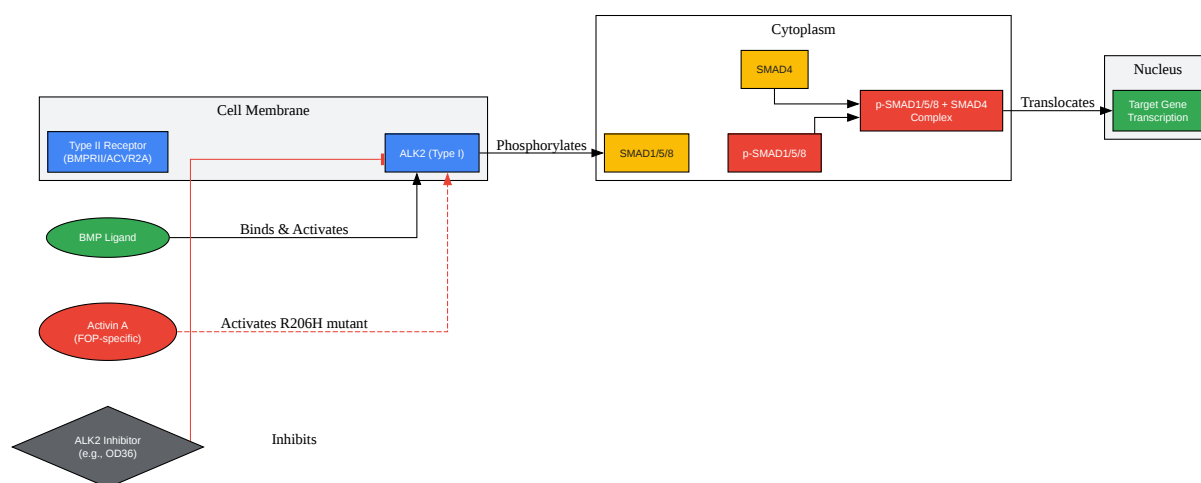 Cytoplasm
SMAD4
Nucleus
p-SMAD1/5/8 + SMAD4
Complex
Translocates
Target Gene
Transcription
Cell Membrane
Type II Receptor
(BMPRII/ACVR2A)
ALK2 (Type I)
Phosphorylates
SMAD1/5/8
p-SMAD1/5/8
BMP Ligand
Binds & Activates
Activin A
(FOP-specific)
Activates R206H mutant
ALK2 Inhibitor
(e.g., OD36)
Inhibits